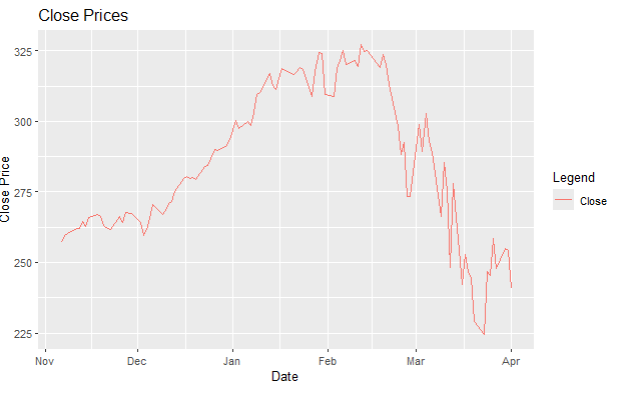 Close Prices
Close Price
325
300
275
250
225
Nov Dec Jan Feb Mar Apr
Date
Legend
Close